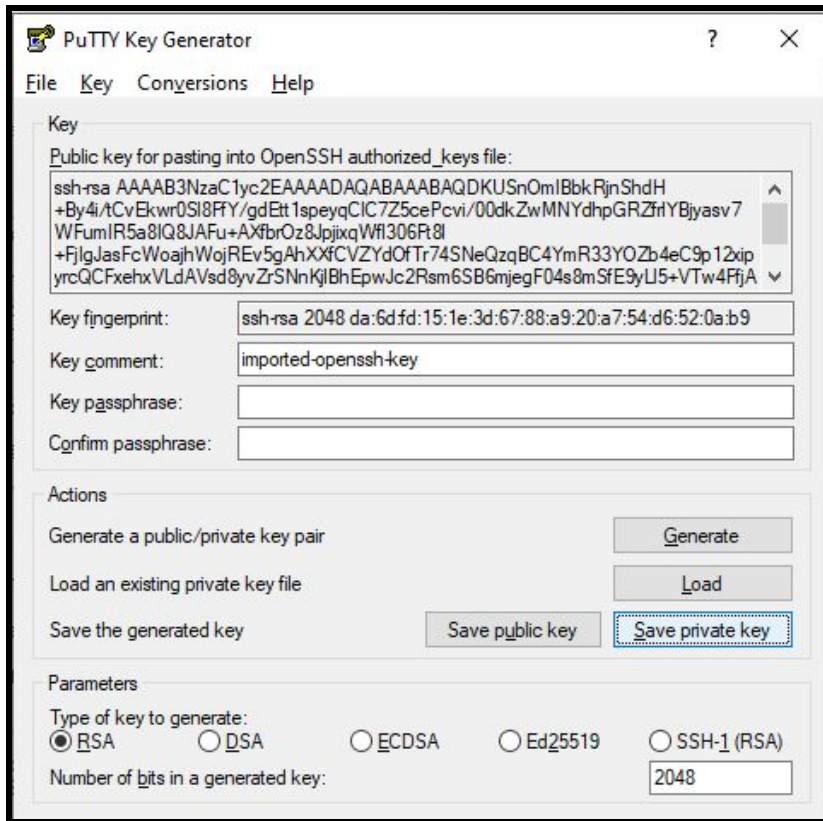 PuTTY Key Generator
?
File Key Conversions Help
Key
Public key for pasting into OpenSSH authorized_keys file:
ssh-rsa AAAAB3NzaC1yc2EAAAADAQABAAABAQDKUSnOmIBbkRjnShdH
+By4i/tCvEkwr0Sl8FfY/gdEtt1speyqClC7Z5cePcvi/00dkZwMNYdhpGRZfrlYBjyasv7
WFumIR5a8lQ8JAFu+AXfbrOz8JpjixqWfl306Ft8l
+FjlgJasFcWoajhWojREv5gAhXXfCVZYdOfTr74SNeQzqBC4YmR33YOZb4eC9p12xip
yrcQCFxehxVLdAVsd8yvZrSNnKjlBhEpwJc2Rsm6SB6mjegF04s8mSfE9yLl5+VTw4FfjA
Key fingerprint: ssh-rsa 2048 da:6d:fd:15:1e:3d:67:88:a9:20:a7:54:d6:52:0a:b9
Key comment: imported-openssh-key
Key passphrase:
Confirm passphrase:
Actions
Generate a public/private key pair Generate
Load an existing private key file Load
Save the generated key Save public key Save private key
Parameters
Type of key to generate:
RSA DSA ECDSA Ed25519 SSH-1 (RSA)
Number of bits in a generated key: 2048